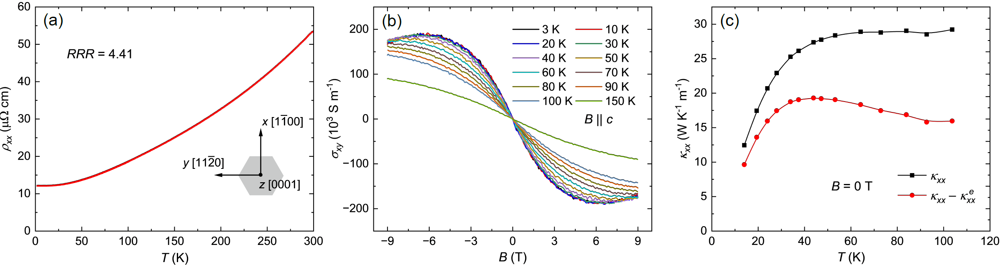 (a)
RRR = 4.41
60
50
40
30
20
10
0
ρxx (μΩ cm)
x [11̅00]
y [112̅0]
z [0001]
0 50 100 150 200 250 300
T (K)
(b)
3 K 10 K
20 K 30 K
40 K 50 K
60 K 70 K
80 K 90 K
100 K 150 K
B || c
200
100
0
−100
−200
σxy (10³ S m⁻¹)
−9 −6 −3 0 3 6 9
B (T)
(c)
30
25
20
15
10
5
0
κxx (W K⁻¹ m⁻¹)
B = 0 T
κxx
κxx − κᵉxx
0 20 40 60 80 100 120
T (K)